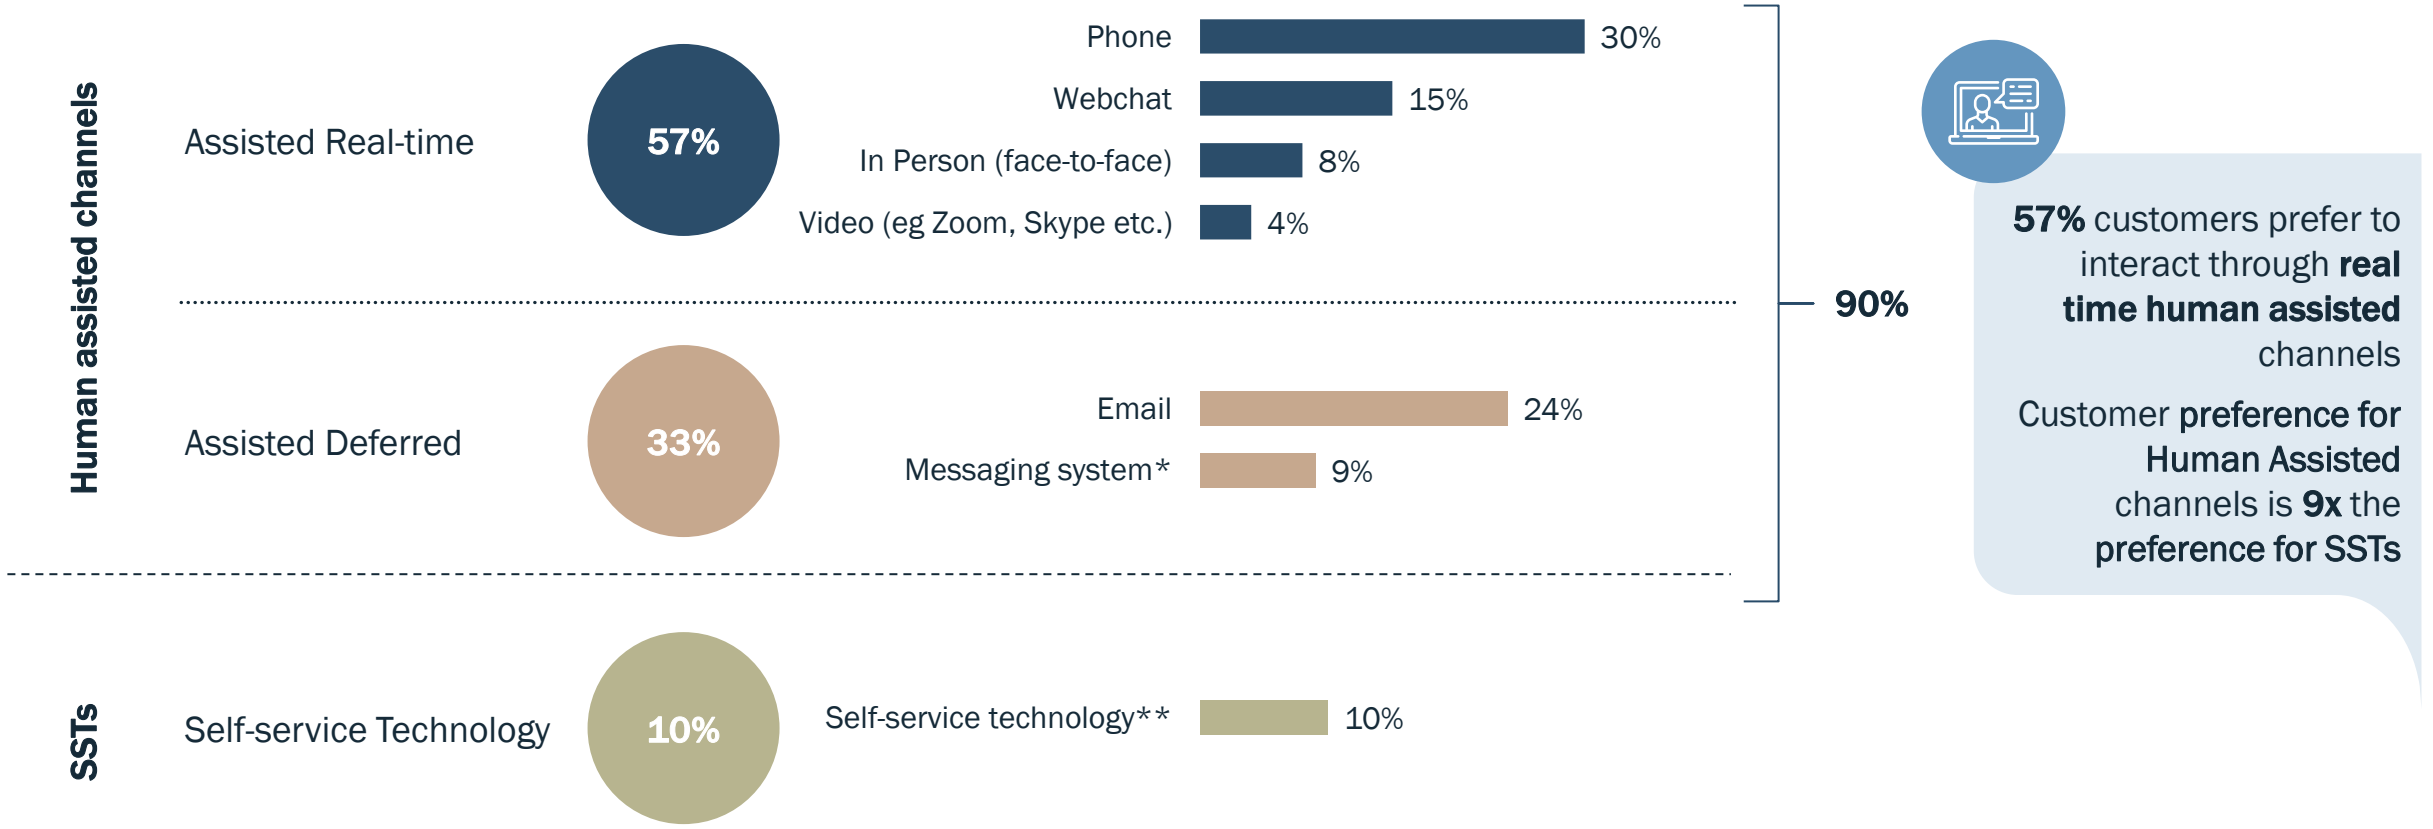 Human assisted channels
Assisted Real-time
57%
Phone
30%
Webchat
15%
In Person (face-to-face)
8%
Video (eg Zoom, Skype etc.)
4%
Assisted Deferred
33%
Email
24%
Messaging system*
9%
90%
SSTs
Self-service Technology
10%
Self-service technology**
10%
57% customers prefer to
interact through real
time human assisted
channels
Customer preference for
Human Assisted
channels is 9x the
preference for SSTs